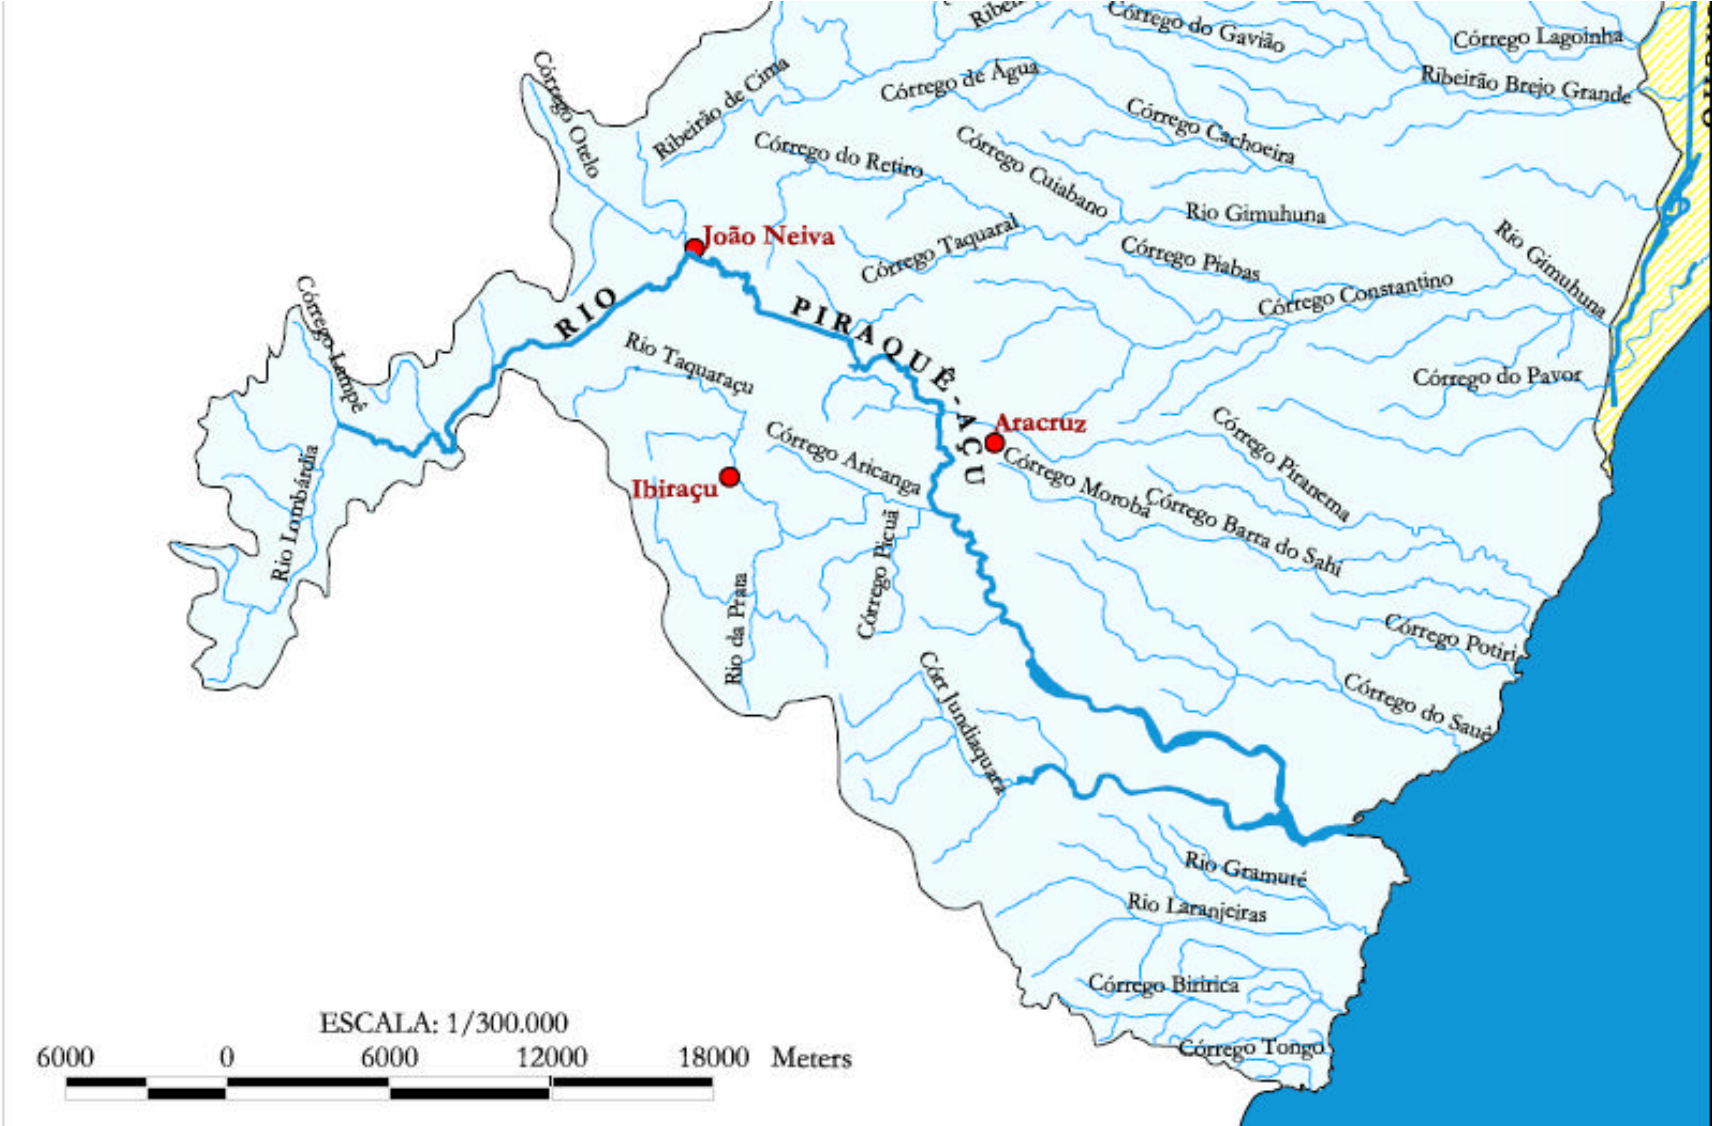 Córrego do Gavião
Córrego Lagoinha
Córrego Otelo
Ribeirão de Cima
Córrego de Água
Ribeirão Brejo Grande
Córrego Cachoeira
Córrego do Retiro
Córrego Cuiabano
Rio Gimuhuna
João Neiva
Córrego Taquaral
Córrego Piabas
Rio Gimuhuna
Córrego Constantino
Córrego Lampê
RIO PIRAQUÊ-AÇU
Rio Taquaraçu
Córrego do Pavor
Aracruz
Córrego Aricanga
Córrego Piranema
Rio Lombárdia
Ibiraçu
Córrego Morobá
Córrego Barra do Sahi
Córrego Picuã
Rio da Prata
Córrego Potiri
Córr Jundiaquara
Córrego do Sauê
Rio Gramuté
Rio Laranjeiras
Córrego Biririca
ESCALA: 1/300.000
Córrego Tongo
6000 0 6000 12000 18000 Meters